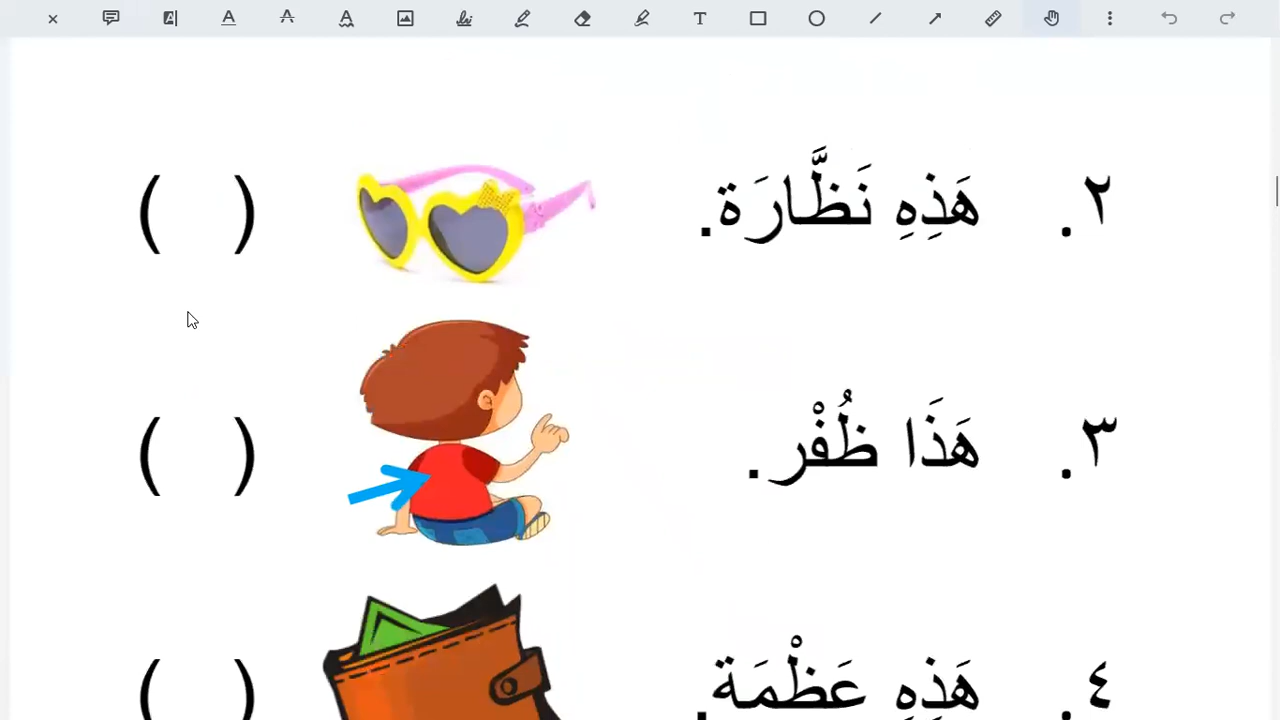 ٢. هَذِهِ نَظَّارَة. ( )
٣. هَذَا ظُفْر. ( )
٤. هَذِهِ عَظْمَة. ( )